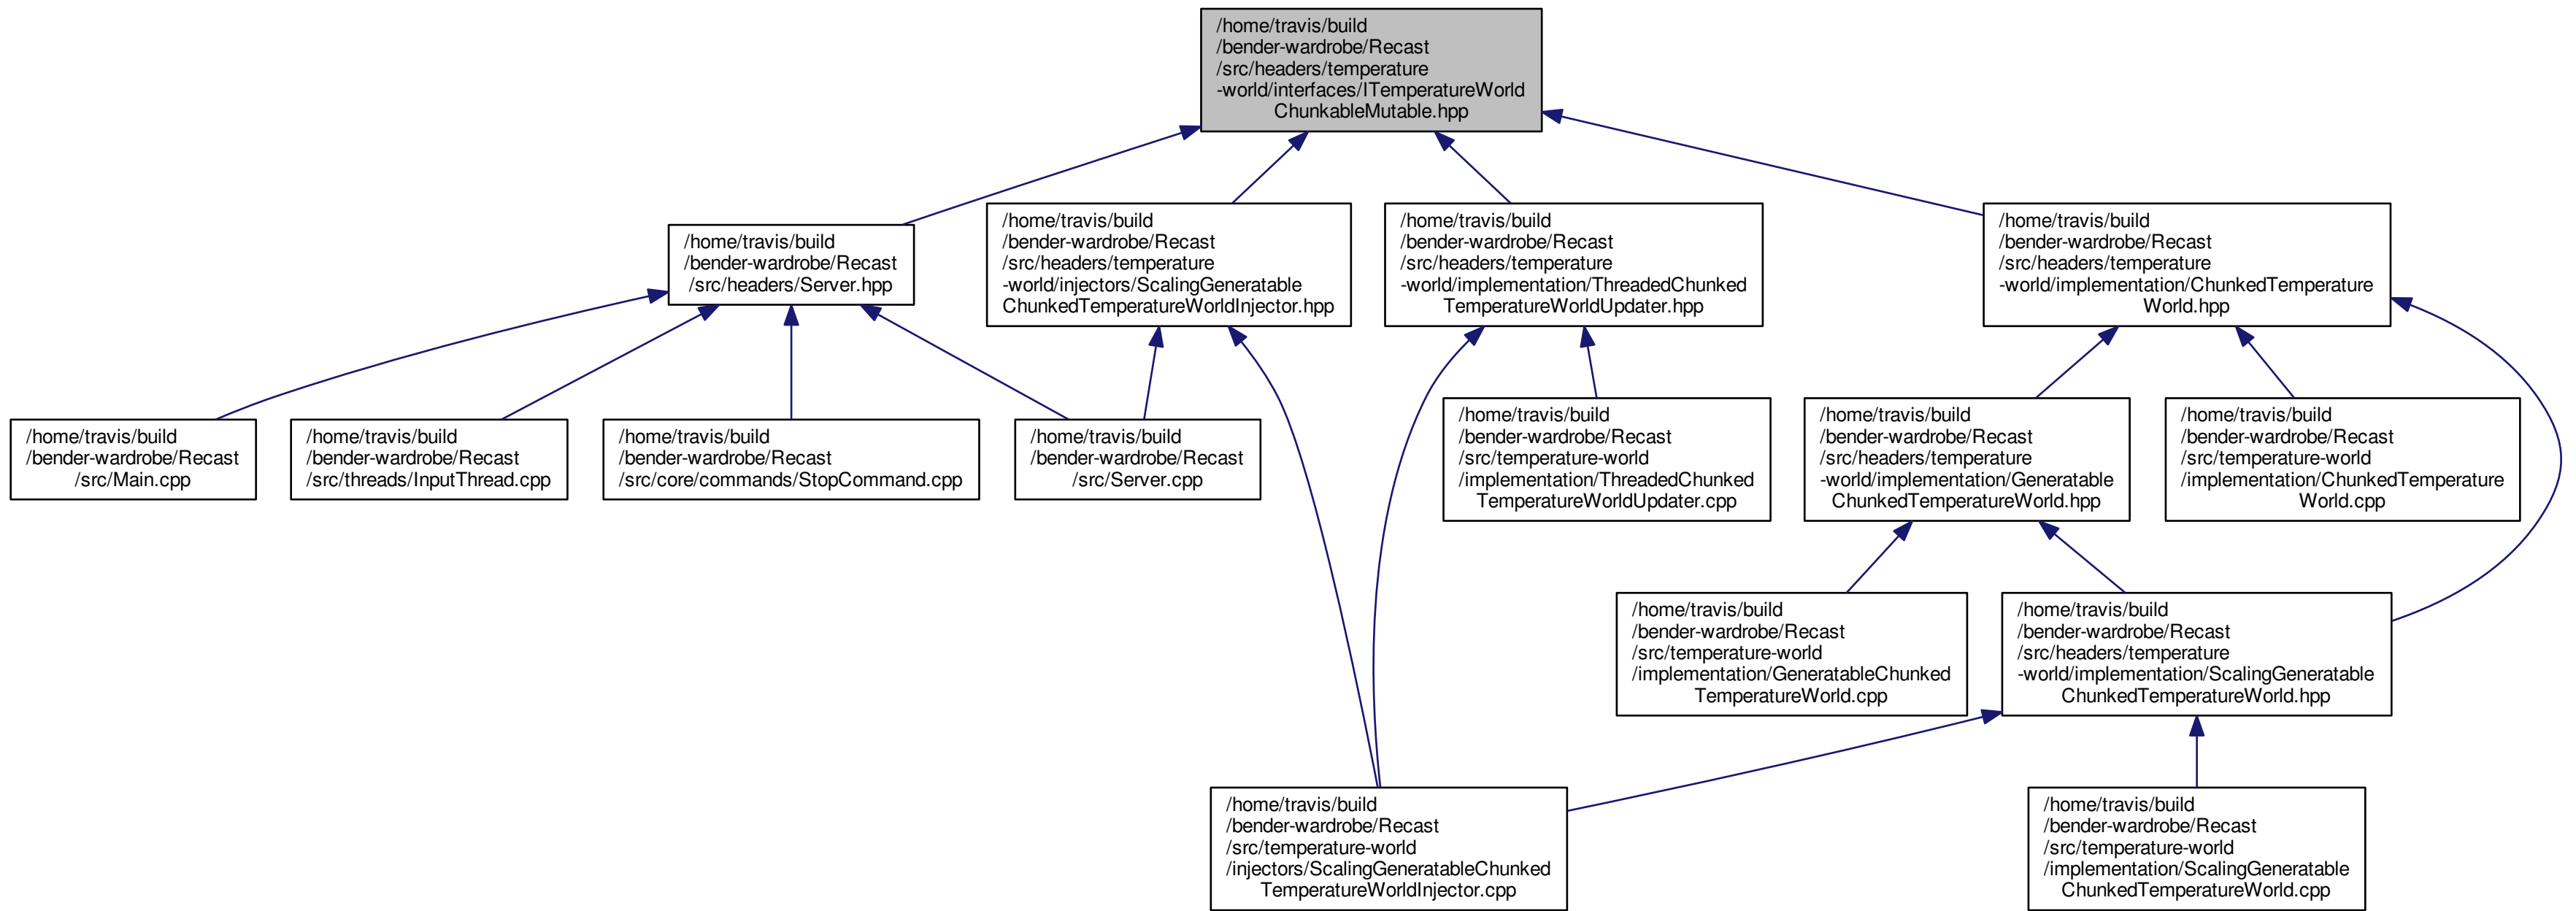 /home/travis/build
/bender-wardrobe/Recast
/src/headers/temperature
-world/interfaces/ITemperatureWorld
ChunkableMutable.hpp
/home/travis/build
/bender-wardrobe/Recast
/src/headers/Server.hpp
/home/travis/build
/bender-wardrobe/Recast
/src/headers/temperature
-world/injectors/ScalingGeneratable
ChunkedTemperatureWorldInjector.hpp
/home/travis/build
/bender-wardrobe/Recast
/src/headers/temperature
-world/implementation/ThreadedChunked
TemperatureWorldUpdater.hpp
/home/travis/build
/bender-wardrobe/Recast
/src/headers/temperature
-world/implementation/ChunkedTemperature
World.hpp
/home/travis/build
/bender-wardrobe/Recast
/src/Main.cpp
/home/travis/build
/bender-wardrobe/Recast
/src/threads/InputThread.cpp
/home/travis/build
/bender-wardrobe/Recast
/src/core/commands/StopCommand.cpp
/home/travis/build
/bender-wardrobe/Recast
/src/Server.cpp
/home/travis/build
/bender-wardrobe/Recast
/src/temperature-world
/implementation/ThreadedChunked
TemperatureWorldUpdater.cpp
/home/travis/build
/bender-wardrobe/Recast
/src/headers/temperature
-world/implementation/Generatable
ChunkedTemperatureWorld.hpp
/home/travis/build
/bender-wardrobe/Recast
/src/temperature-world
/implementation/ChunkedTemperature
World.cpp
/home/travis/build
/bender-wardrobe/Recast
/src/temperature-world
/implementation/GeneratableChunked
TemperatureWorld.cpp
/home/travis/build
/bender-wardrobe/Recast
/src/headers/temperature
-world/implementation/ScalingGeneratable
ChunkedTemperatureWorld.hpp
/home/travis/build
/bender-wardrobe/Recast
/src/temperature-world
/injectors/ScalingGeneratableChunked
TemperatureWorldInjector.cpp
/home/travis/build
/bender-wardrobe/Recast
/src/temperature-world
/implementation/ScalingGeneratable
ChunkedTemperatureWorld.cpp